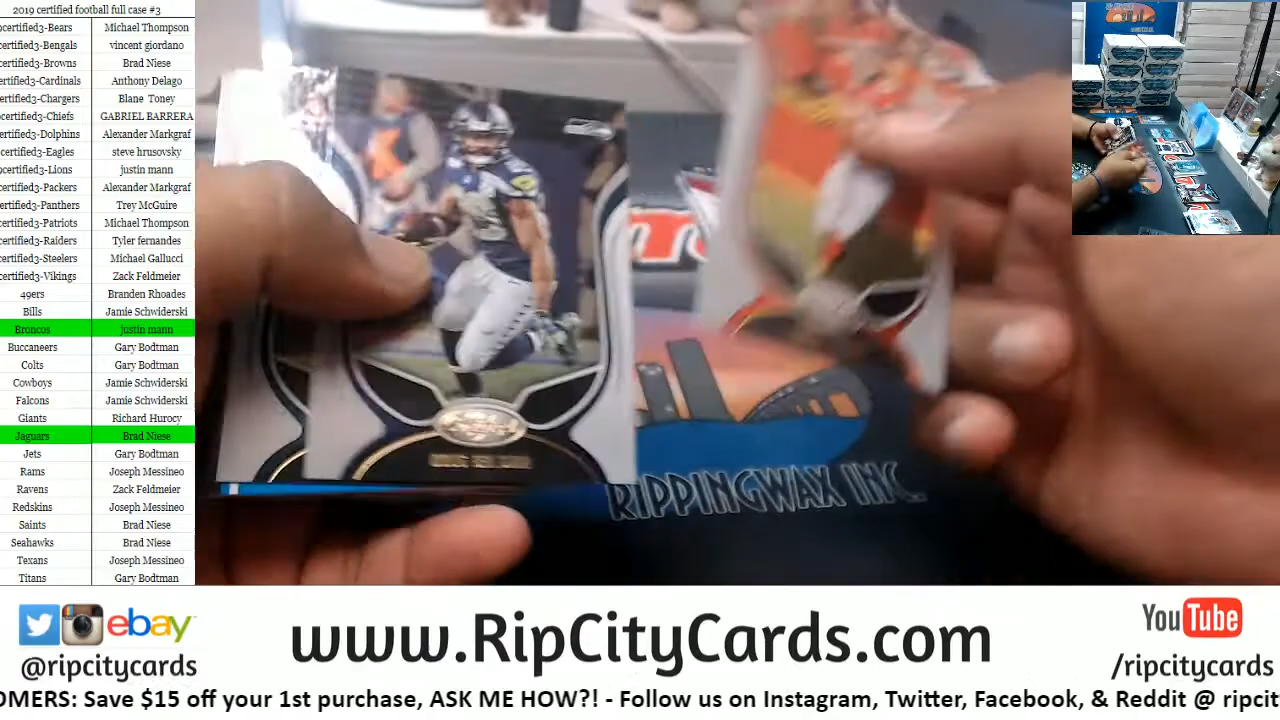 2019 certified football full case #3
certified3-Bears Michael Thompson
certified3-Bengals vincent giordano
certified3-Browns Brad Niese
ertified3-Cardinals Anthony Delago
ertified3-Chargers Blane Toney
certified3-Chiefs GABRIEL BARRERA
certified3-Dolphins Alexander Markgraf
certified3-Eagles steve hrusovsky
certified3-Lions justin mann
certified3-Packers Alexander Markgraf
ertified3-Panthers Trey McGuire
certified3-Patriots Michael Thompson
certified3-Raiders Tyler fernandes
certified3-Steelers Michael Gallucci
certified3-Vikings Zack Feldmeier
49ers Branden Rhoades
Bills Jamie Schwiderski
Broncos justin mann
Buccaneers Gary Bodtman
Colts Gary Bodtman
Cowboys Jamie Schwiderski
Falcons Jamie Schwiderski
Giants Richard Hurocy
Jaguars Brad Niese
Jets Gary Bodtman
Rams Joseph Messineo
Ravens Zack Feldmeier
Redskins Joseph Messineo
Saints Brad Niese
Seahawks Brad Niese
Texans Joseph Messineo
Titans Gary Bodtman
RIPPINGWAX INC.
ebay
@ripcitycards
www.RipCityCards.com
YouTube
/ripcitycards
OMERS: Save $15 off your 1st purchase, ASK ME HOW?! - Follow us on Instagram, Twitter, Facebook, & Reddit @ ripcit